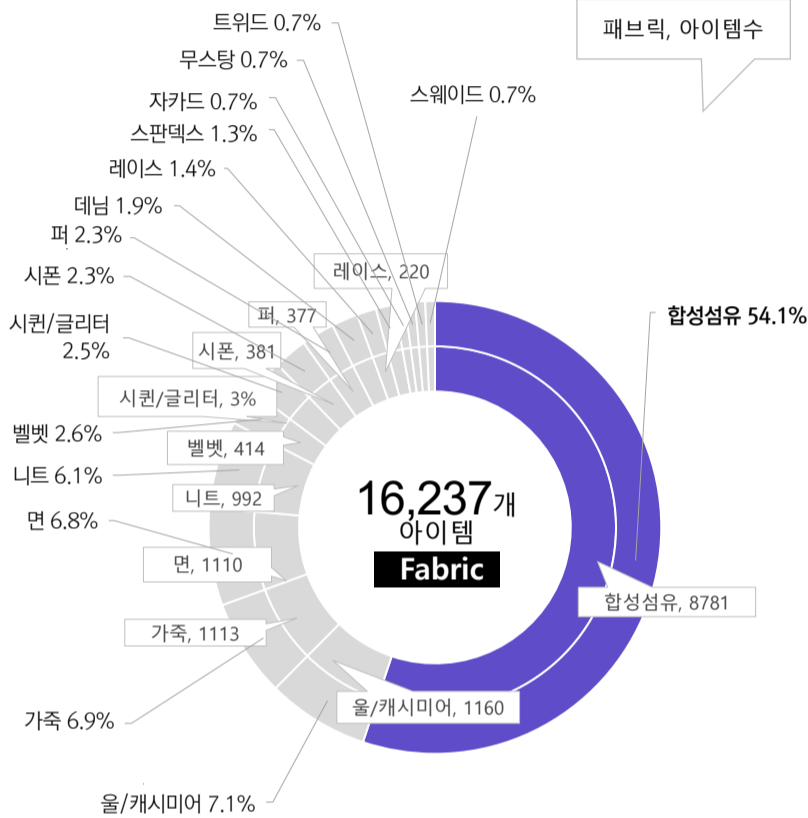 트위드 0.7%
패브릭, 아이템수
무스탕 0.7%
자카드 0.7%
스웨이드 0.7%
스판덱스 1.3%
레이스 1.4%
데님 1.9%
퍼 2.3%
시폰 2.3%
레이스, 220
퍼, 377
합성섬유 54.1%
시퀸/글리터
2.5%
시폰, 381
시퀸/글리터, 3%
벨벳 2.6%
벨벳, 414
니트 6.1%
니트, 992
16,237개
아이템
Fabric
면 6.8%
면, 1110
합성섬유, 8781
가죽, 1113
가죽 6.9%
울/캐시미어, 1160
울/캐시미어 7.1%